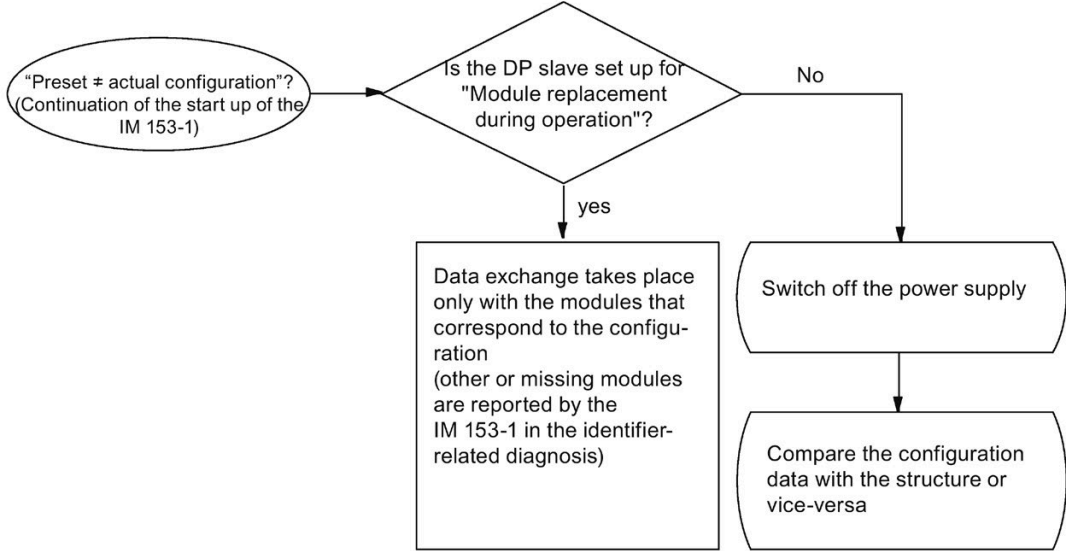 “Preset ≠ actual configuration”?
(Continuation of the start up of the
IM 153-1)
Is the DP slave set up for
"Module replacement
during operation"?
No
yes
Data exchange takes place
only with the modules that
correspond to the configu-
ration
(other or missing modules
are reported by the
IM 153-1 in the identifier-
related diagnosis)
Switch off the power supply
Compare the configuration
data with the structure or
vice-versa